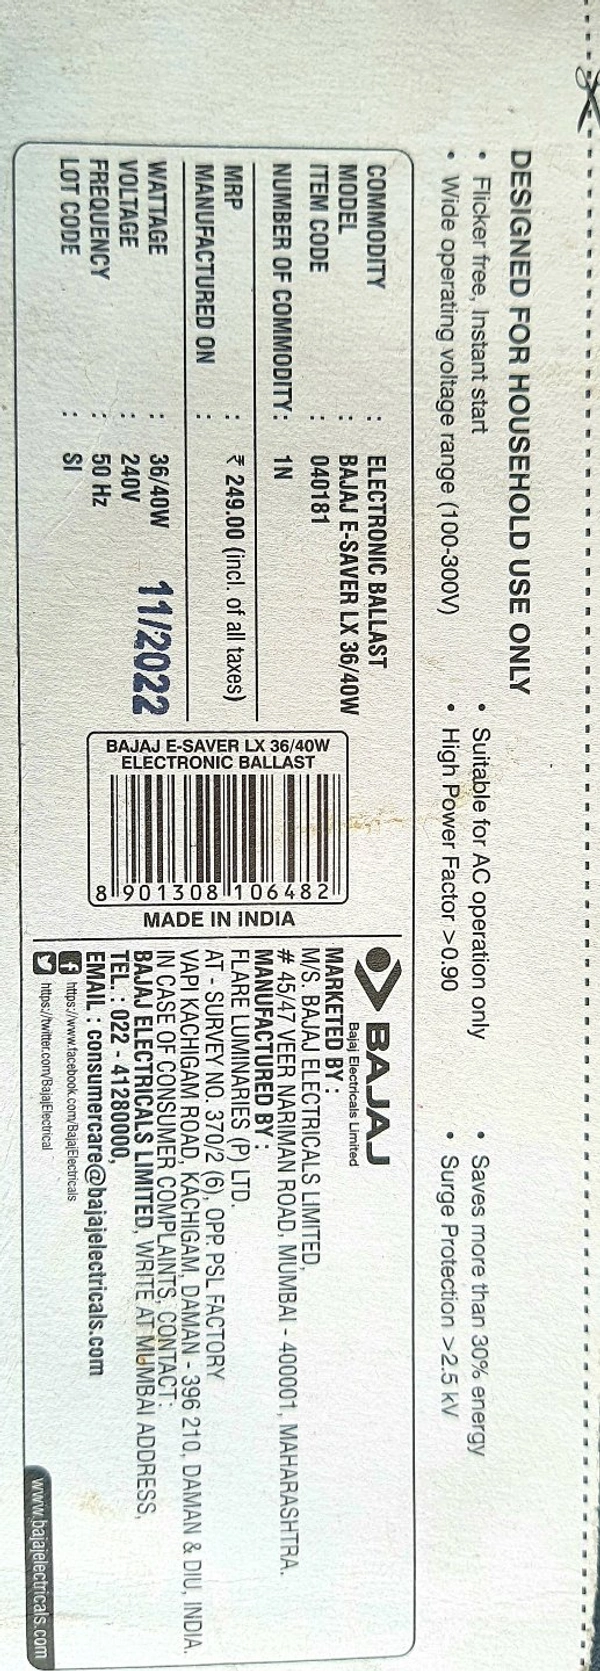 DESIGNED FOR HOUSEHOLD USE ONLY
• Flicker free, Instant start • Suitable for AC operation only • Saves more than 30% energy
• Wide operating voltage range (100-300V) • High Power Factor >0.90 • Surge Protection >2.5 kV
COMMODITY : ELECTRONIC BALLAST
MODEL : BAJAJ E-SAVER LX 36/40W
ITEM CODE : 040181
NUMBER OF COMMODITY : 1N
MRP : ₹ 249.00 (incl. of all taxes)
MANUFACTURED ON :
11/2022
WATTAGE : 36/40W
VOLTAGE : 240V
FREQUENCY : 50 Hz
LOT CODE : SI
BAJAJ E-SAVER LX 36/40W
ELECTRONIC BALLAST
8 901308 106482
MADE IN INDIA
BAJAJ
Bajaj Electricals Limited
MARKETED BY :
M/S. BAJAJ ELECTRICALS LIMITED,
# 45/47 VEER NARIMAN ROAD, MUMBAI - 400001, MAHARASHTRA.
MANUFACTURED BY :
FLARE LUMINARIES (P) LTD.
AT - SURVEY NO. 370/2 (6), OPP. PSL FACTORY
VAPI KACHIGAM ROAD, KACHIGAM, DAMAN - 396 210, DAMAN & DIU, INDIA.
IN CASE OF CONSUMER COMPLAINTS, CONTACT :
BAJAJ ELECTRICALS LIMITED, WRITE AT MUMBAI ADDRESS,
TEL. : 022 - 41280000,
EMAIL : consumercare@bajajelectricals.com
https://www.facebook.com/BajajElectricals
https://twitter.com/BajajElectrical
www.bajajelectricals.com